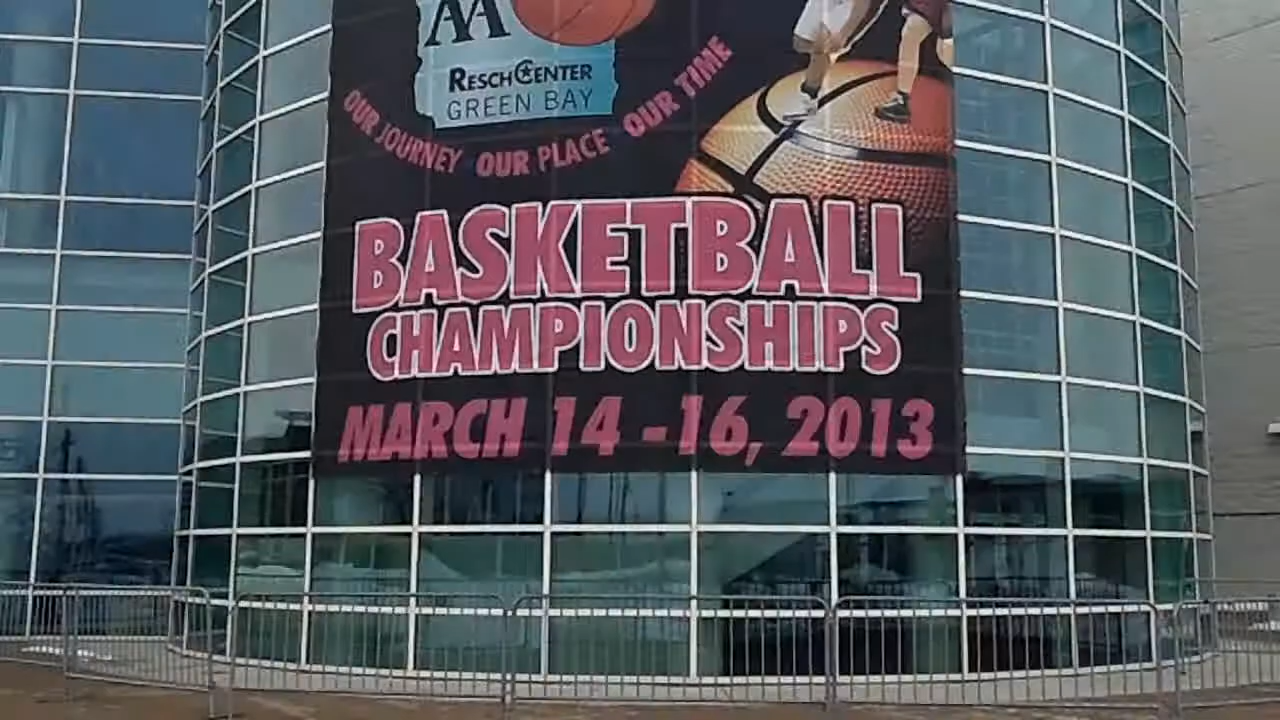 AA
RESCH CENTER
GREEN BAY
OUR JOURNEY OUR PLACE OUR TIME
BASKETBALL
CHAMPIONSHIPS
MARCH 14 -16, 2013